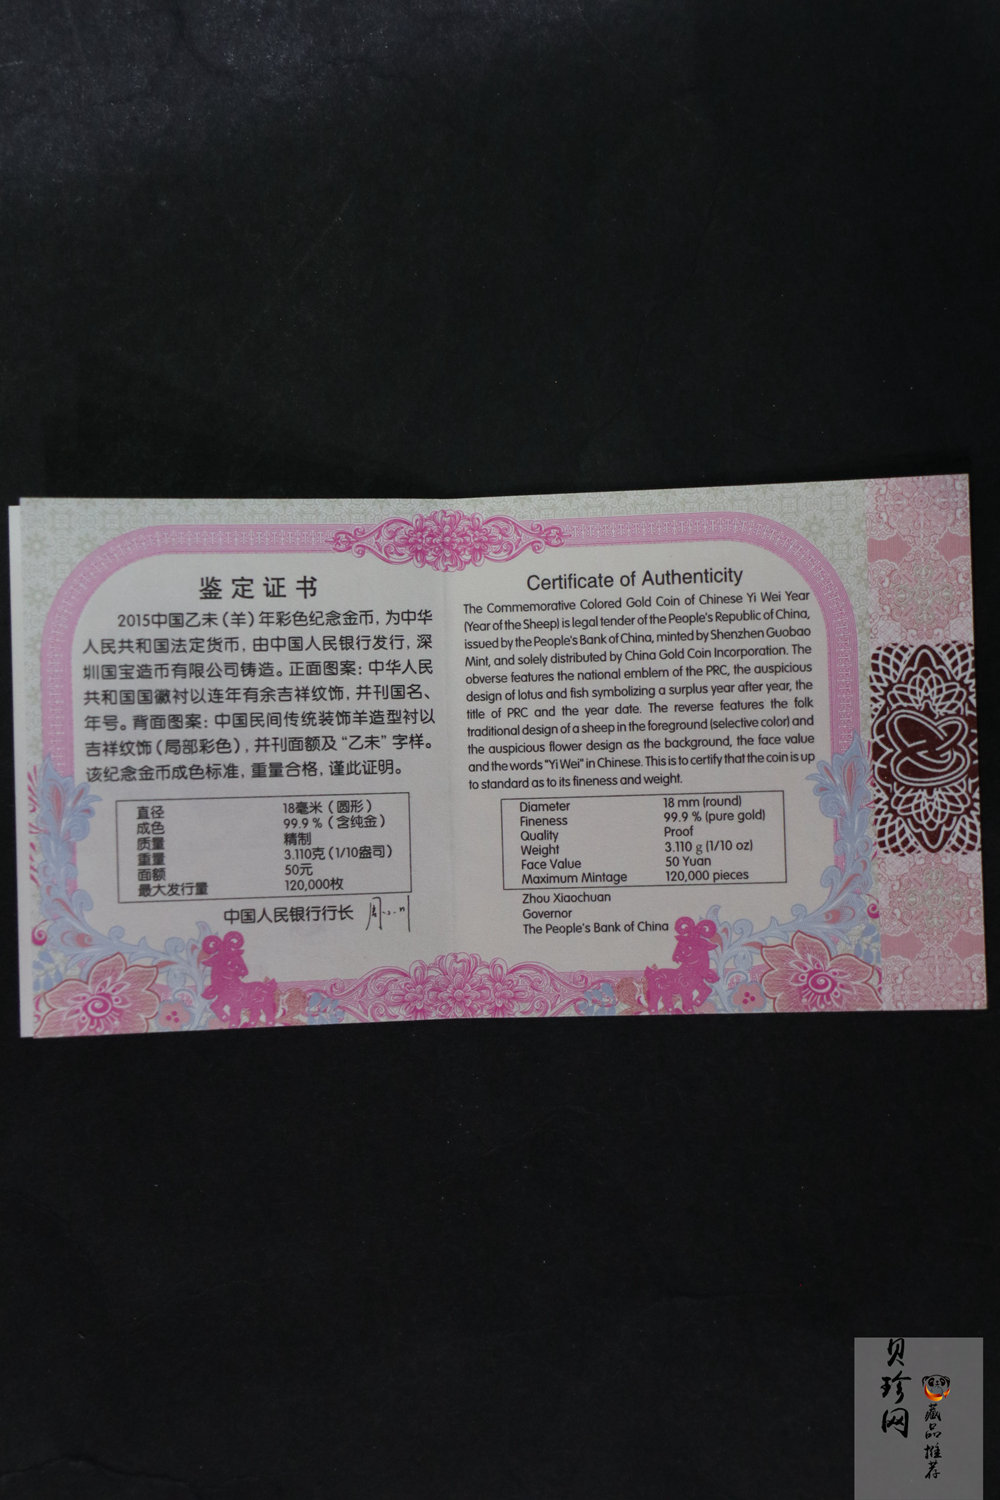 鉴定证书
2015中国乙未（羊）年彩色纪念金币，为中华
人民共和国法定货币，由中国人民银行发行，深
圳国宝造币有限公司铸造。正面图案：中华人民
共和国国徽衬以连年有余吉祥纹饰，并刊国名、
年号。背面图案：中国民间传统装饰羊造型衬以
吉祥纹饰（局部彩色），并刊面额及“乙未”字样。
该纪念金币成色标准，重量合格，谨此证明。
直径 18毫米（圆形）
成色 99.9 %（含纯金）
质量 精制
重量 3.110克（1/10盎司）
面额 50元
最大发行量 120,000枚
中国人民银行行长
Certificate of Authenticity
The Commemorative Colored Gold Coin of Chinese Yi Wei Year
(Year of the Sheep) is legal tender of the People's Republic of China,
issued by the People's Bank of China, minted by Shenzhen Guobao
Mint, and solely distributed by China Gold Coin Incorporation. The
obverse features the national emblem of the PRC, the auspicious
design of lotus and fish symbolizing a surplus year after year, the
title of PRC and the year date. The reverse features the folk
traditional design of a sheep in the foreground (selective color) and
the auspicious flower design as the background, the face value
and the words "Yi Wei" in Chinese. This is to certify that the coin is up
to standard as to its fineness and weight.
Diameter 18 mm (round)
Fineness 99.9 % (pure gold)
Quality Proof
Weight 3.110 g (1/10 oz)
Face Value 50 Yuan
Maximum Mintage 120,000 pieces
Zhou Xiaochuan
Governor
The People's Bank of China
贝珍网
藏品推荐